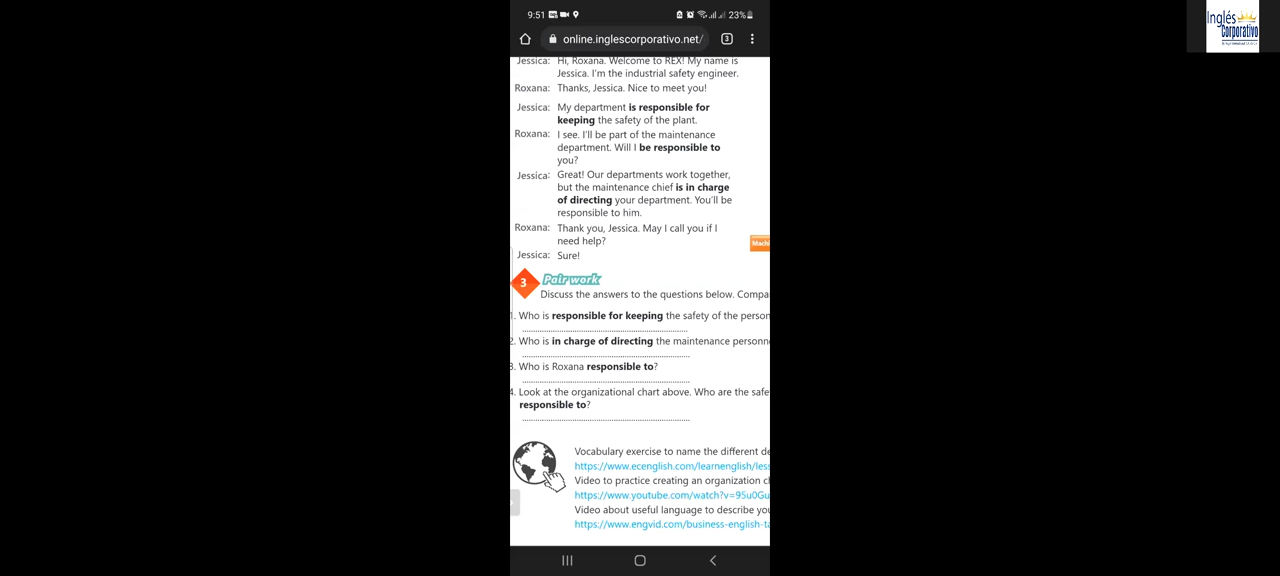 9:51
23%
online.inglescorporativo.net/
3
Inglés
Corporativo
Jessica: Hi, Roxana. Welcome to REX! My name is
Jessica. I'm the industrial safety engineer.
Roxana: Thanks, Jessica. Nice to meet you!
Jessica: My department is responsible for
keeping the safety of the plant.
Roxana: I see. I'll be part of the maintenance
department. Will I be responsible to
you?
Jessica: Great! Our departments work together,
but the maintenance chief is in charge
of directing your department. You'll be
responsible to him.
Roxana: Thank you, Jessica. May I call you if I
need help?
Machi
Jessica: Sure!
3 Pair work
Discuss the answers to the questions below. Compa
1. Who is responsible for keeping the safety of the person
2. Who is in charge of directing the maintenance personne
3. Who is Roxana responsible to?
4. Look at the organizational chart above. Who are the safe
responsible to?
Vocabulary exercise to name the different de
https://www.ecenglish.com/learnenglish/less
Video to practice creating an organization ch
https://www.youtube.com/watch?v=95u0Gu
Video about useful language to describe you
https://www.engvid.com/business-english-ta